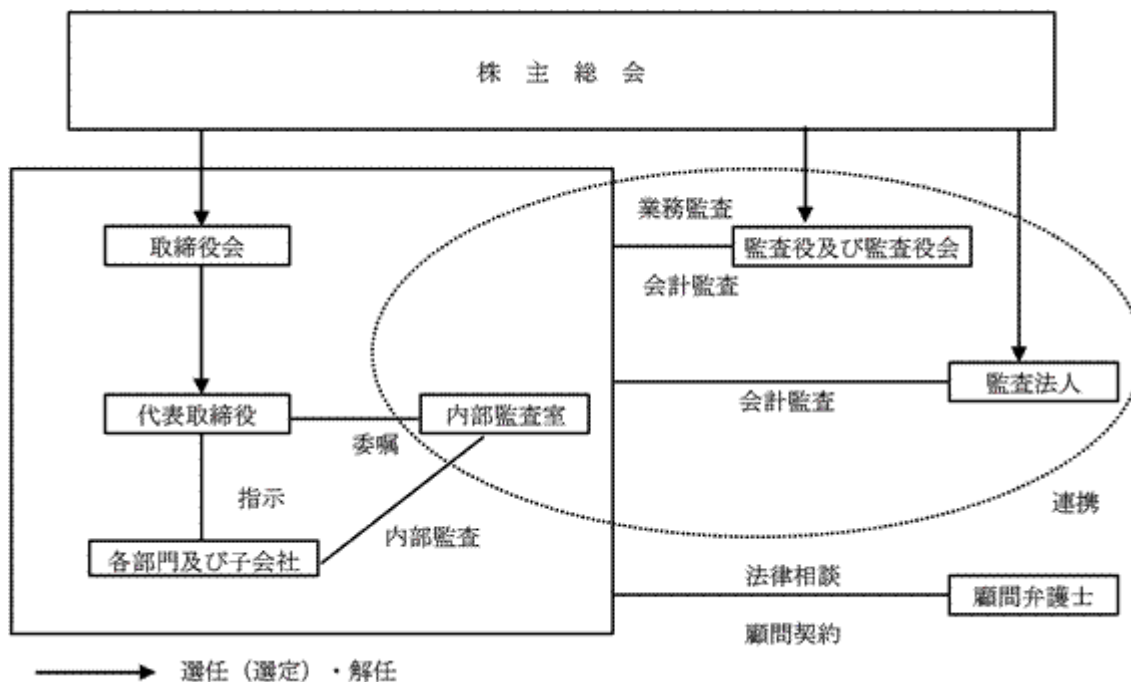 株 主 総 会
業務監査
取締役会
監査役及び監査役会
会計監査
監査法人
会計監査
代表取締役
内部監査室
委嘱
指示
連携
内部監査
各部門及び子会社
法律相談
顧問弁護士
顧問契約
選任（選定）・解任